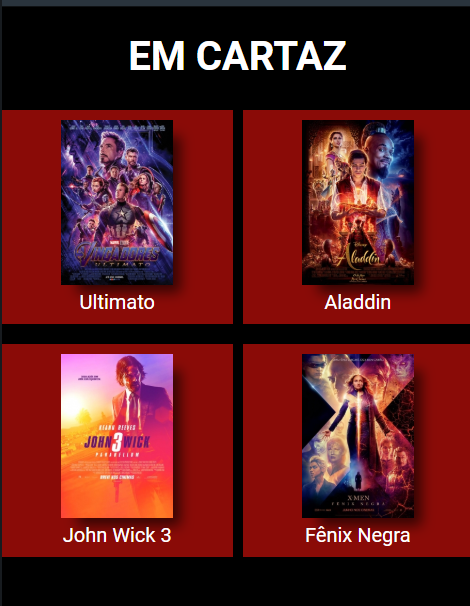 EM CARTAZ
VINGADORES
ULTIMATO
Ultimato
Disney
Aladdin
Aladdin
KEANU REEVES
JOHN 3 WICK
PARABELLUM
John Wick 3
X-MEN
FÊNIX NEGRA
Fênix Negra